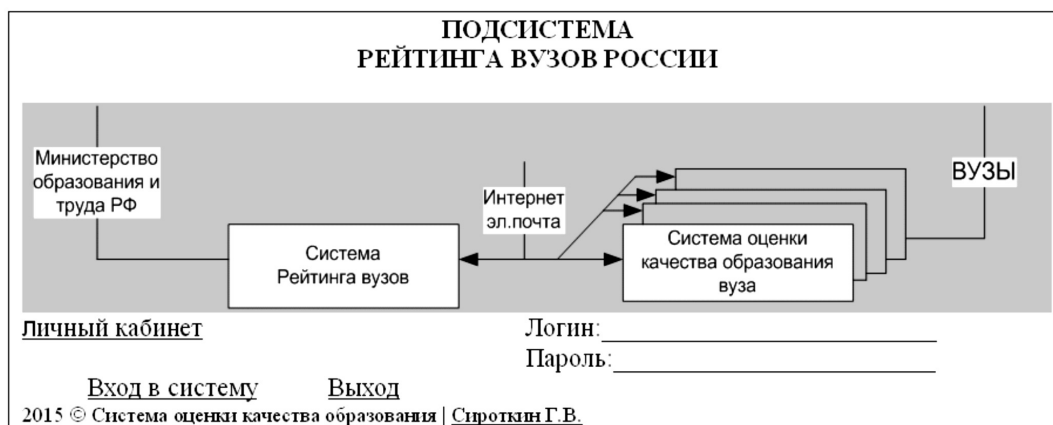 ПОДСИСТЕМА
РЕЙТИНГА ВУЗОВ РОССИИ
Министерство
образования и
труда РФ
Интернет
эл.почта
ВУЗЫ
Система
Рейтинга вузов
Система оценки
качества образования
вуза
Личный кабинет
Логин:
Пароль:
Вход в систему Выход
2015 © Система оценки качества образования | Сироткин Г.В.